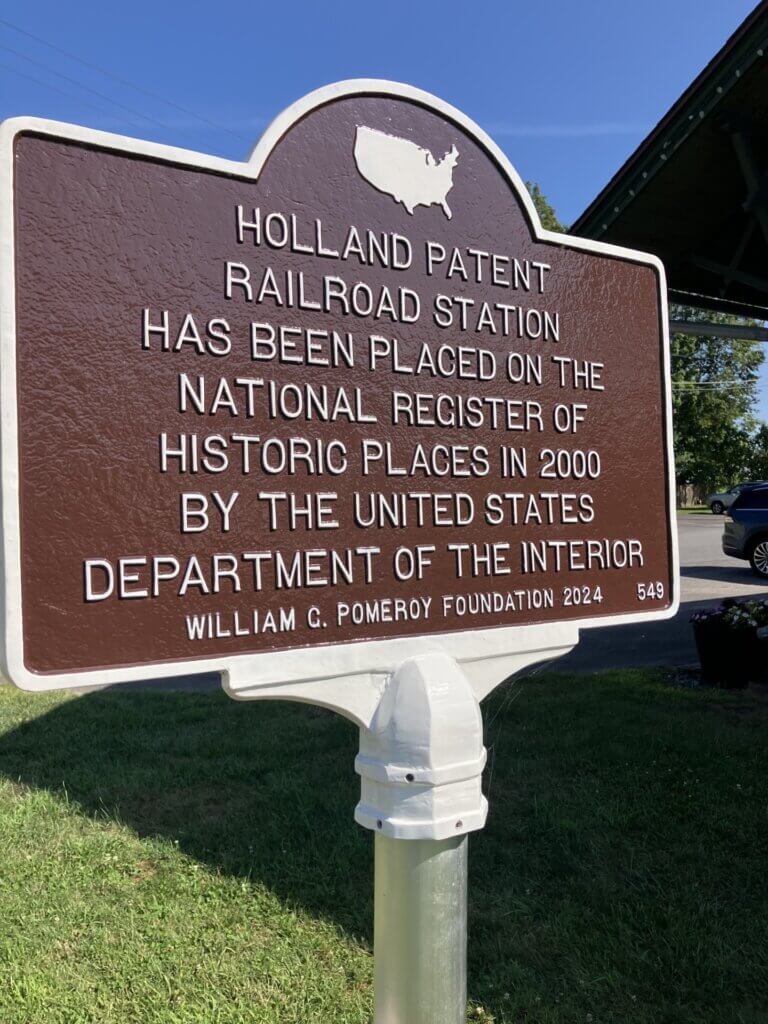 HOLLAND PATENT
RAILROAD STATION
HAS BEEN PLACED ON THE
NATIONAL REGISTER OF
HISTORIC PLACES IN 2000
BY THE UNITED STATES
DEPARTMENT OF THE INTERIOR
WILLIAM G. POMEROY FOUNDATION 2024 549